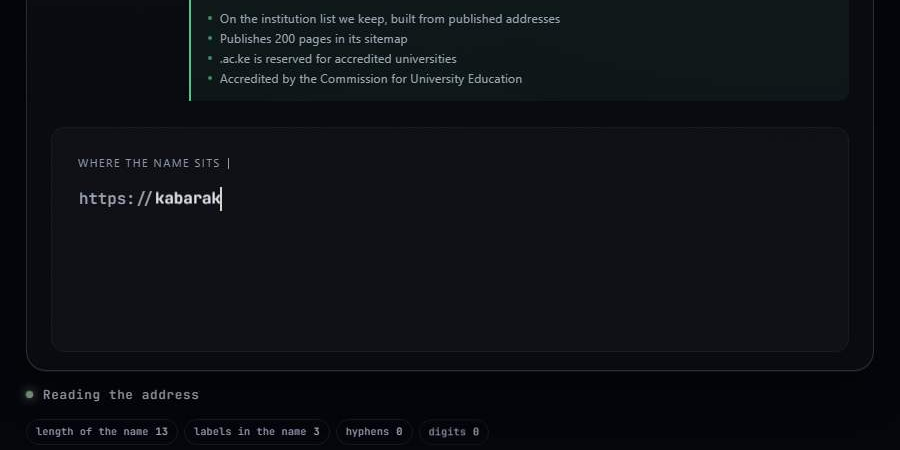 On the institution list we keep, built from published addresses
Publishes 200 pages in its sitemap
.ac.ke is reserved for accredited universities
Accredited by the Commission for University Education
WHERE THE NAME SITS
https://kabarak
Reading the address
length of the name 13
labels in the name 3
hyphens 0
digits 0